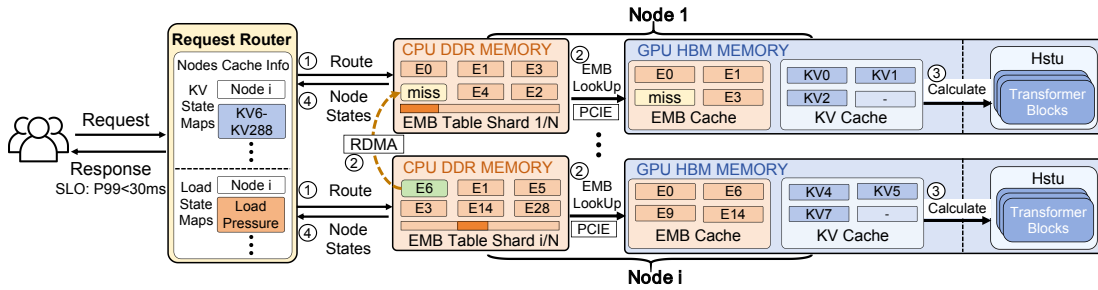 Request
Response
SLO: P99<30ms
Request Router
Nodes Cache Info
KV
State
Maps
Node i
KV6-
KV288
Load
State
Maps
Node i
Load
Pressure
① Route
④ Node
States
① Route
④ Node
States
Node 1
CPU DDR MEMORY
E0 E1 E3
miss E4 E2
EMB Table Shard 1/N
RDMA
②
② EMB
LookUp
PCIE
GPU HBM MEMORY
E0 E1
miss E3
EMB Cache
KV0 KV1
KV2 -
KV Cache
③
Calculate
Hstu
Transformer
Blocks
CPU DDR MEMORY
E6 E1 E5
E3 E14 E28
EMB Table Shard i/N
② EMB
LookUp
PCIE
GPU HBM MEMORY
E0 E6
E9 E14
EMB Cache
KV4 KV5
KV7 -
KV Cache
③
Calculate
Hstu
Transformer
Blocks
Node i